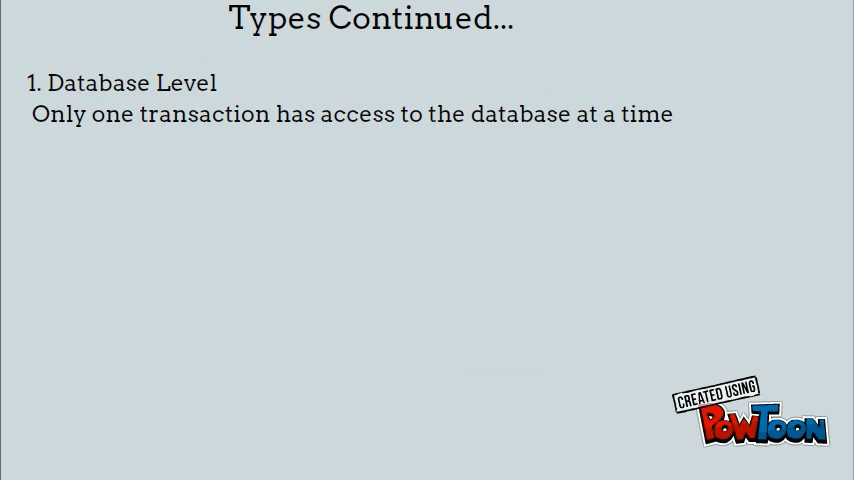 Types Continued...
1. Database Level
Only one transaction has access to the database at a time
CREATED USING
POWTOON